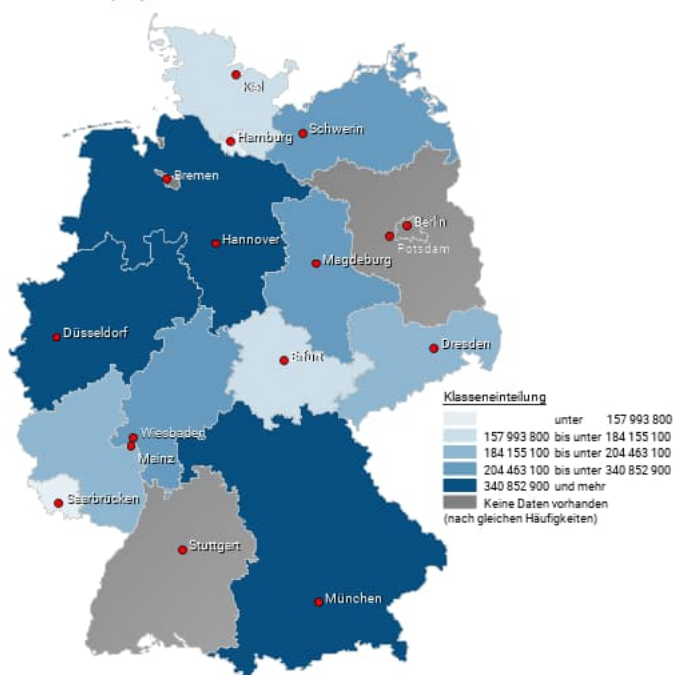 Kiel
Hamburg
Schwerin
Bremen
Berlin
Potsdam
Hannover
Magdeburg
Düsseldorf
Dresden
Erfurt
Wiesbaden
Mainz
Saarbrücken
Stuttgart
München
Klasseneinteilung
unter 157 993 800
157 993 800 bis unter 184 155 100
184 155 100 bis unter 204 463 100
204 463 100 bis unter 340 852 900
340 852 900 und mehr
Keine Daten vorhanden
(nach gleichen Häufigkeiten)